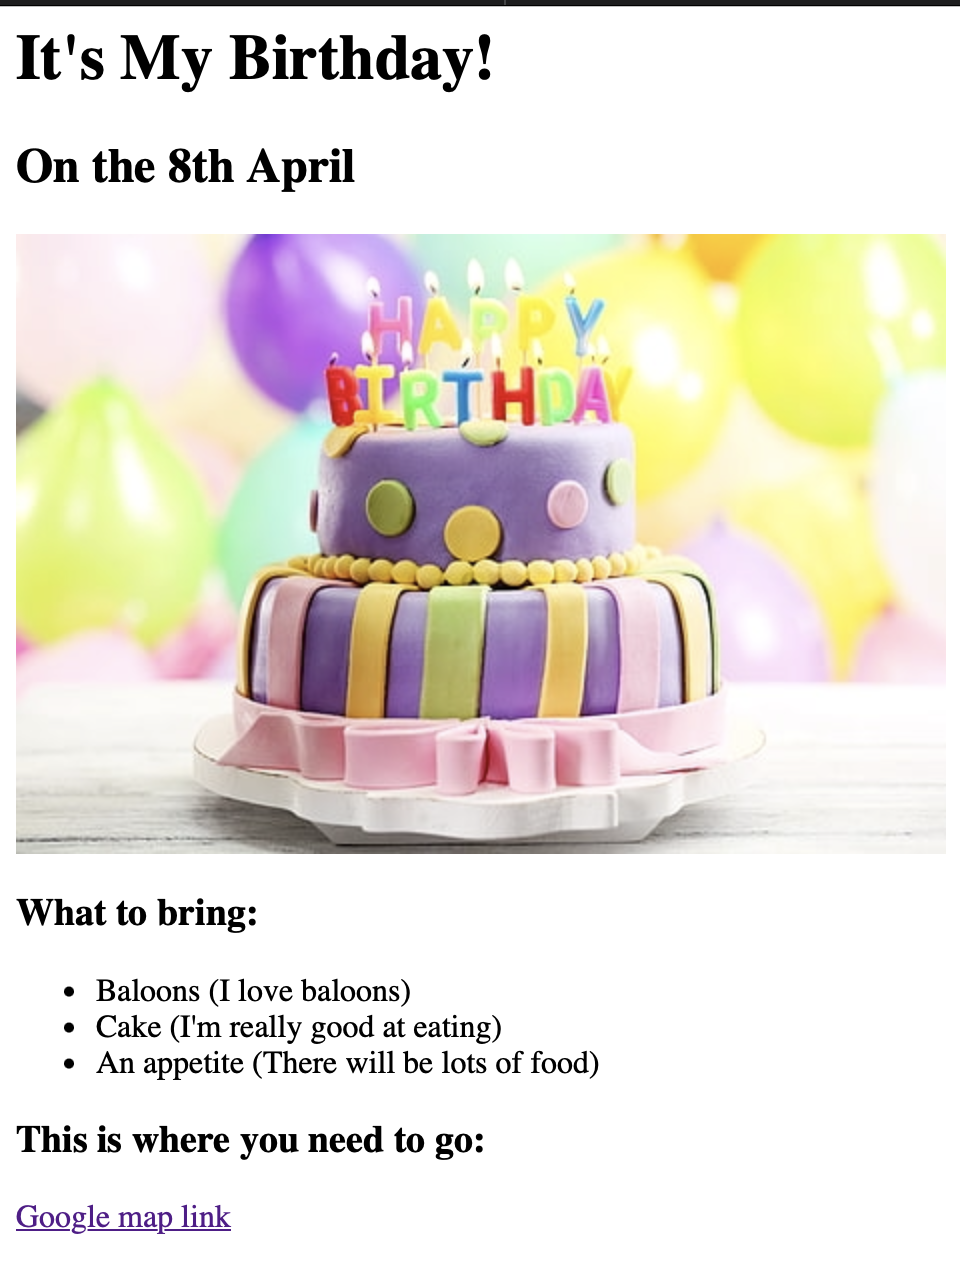 It's My Birthday!
On the 8th April
HAPPY
BIRTHDAY
What to bring:
Baloons (I love baloons)
Cake (I'm really good at eating)
An appetite (There will be lots of food)
This is where you need to go:
Google map link